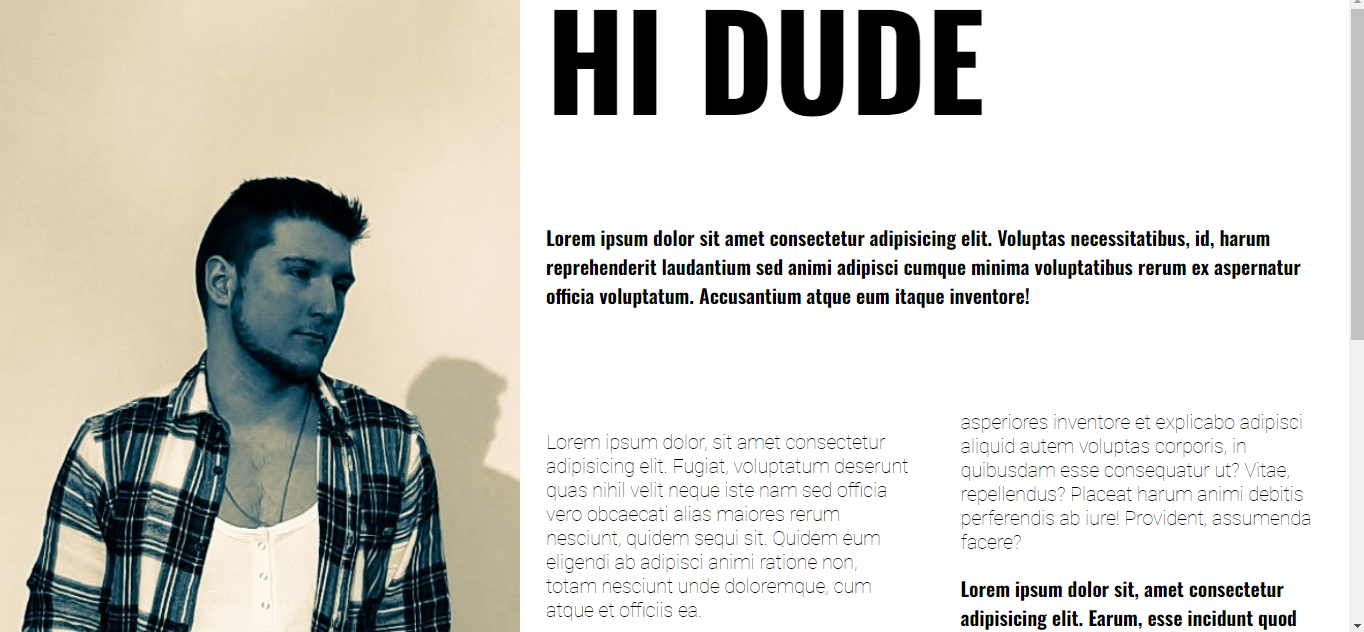 HI DUDE
Lorem ipsum dolor sit amet consectetur adipisicing elit. Voluptas necessitatibus, id, harum
reprehenderit laudantium sed animi adipisci cumque minima voluptatibus rerum ex aspernatur
officia voluptatum. Accusantium atque eum itaque inventore!
Lorem ipsum dolor, sit amet consectetur
adipisicing elit. Fugiat, voluptatum deserunt
quas nihil velit neque iste nam sed officia
vero obcaecati alias maiores rerum
nesciunt, quidem sequi sit. Quidem eum
eligendi ab adipisci animi ratione non,
totam nesciunt unde doloremque, cum
atque et officiis ea.
asperiores inventore et explicabo adipisci
aliquid autem voluptas corporis, in
quibusdam esse consequatur ut? Vitae,
repellendus? Placeat harum animi debitis
perferendis ab iure! Provident, assumenda
facere?
Lorem ipsum dolor sit, amet consectetur
adipisicing elit. Earum, esse incidunt quod